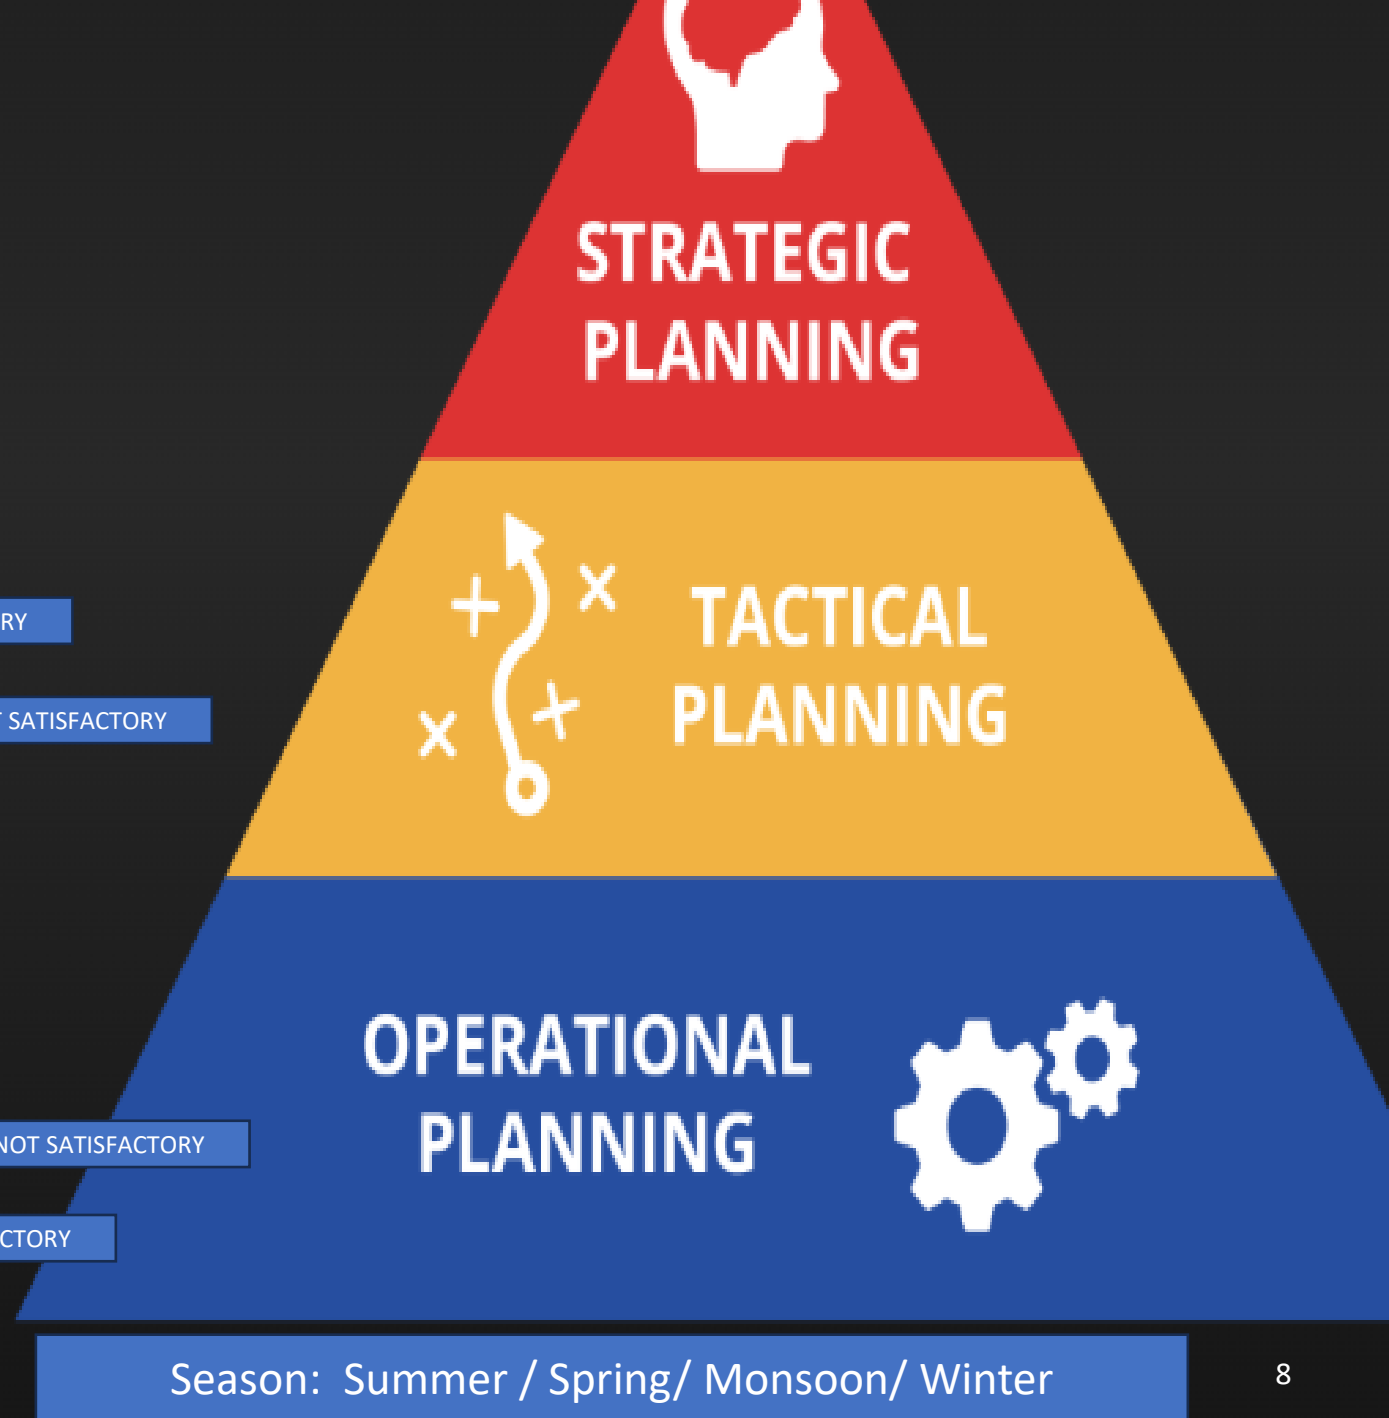 STRATEGIC
PLANNING
RY
SATISFACTORY
TACTICAL
PLANNING
OPERATIONAL
PLANNING
NOT SATISFACTORY
CTORY
Season: Summer / Spring/ Monsoon/ Winter
8